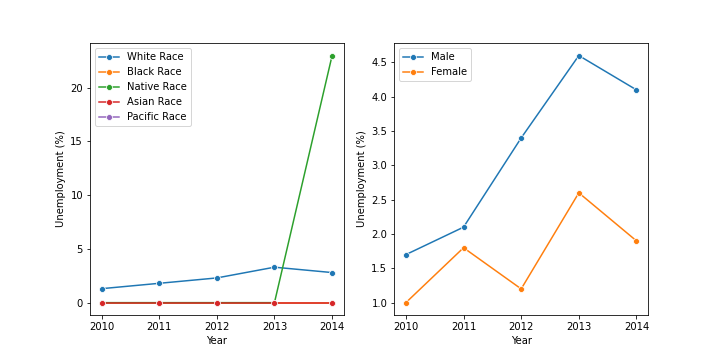 White Race
Black Race
Native Race
Asian Race
Pacific Race
Unemployment (%)
20
15
10
5
0
2010 2011 2012 2013 2014
Year
Male
Female
Unemployment (%)
4.5
4.0
3.5
3.0
2.5
2.0
1.5
1.0
2010 2011 2012 2013 2014
Year